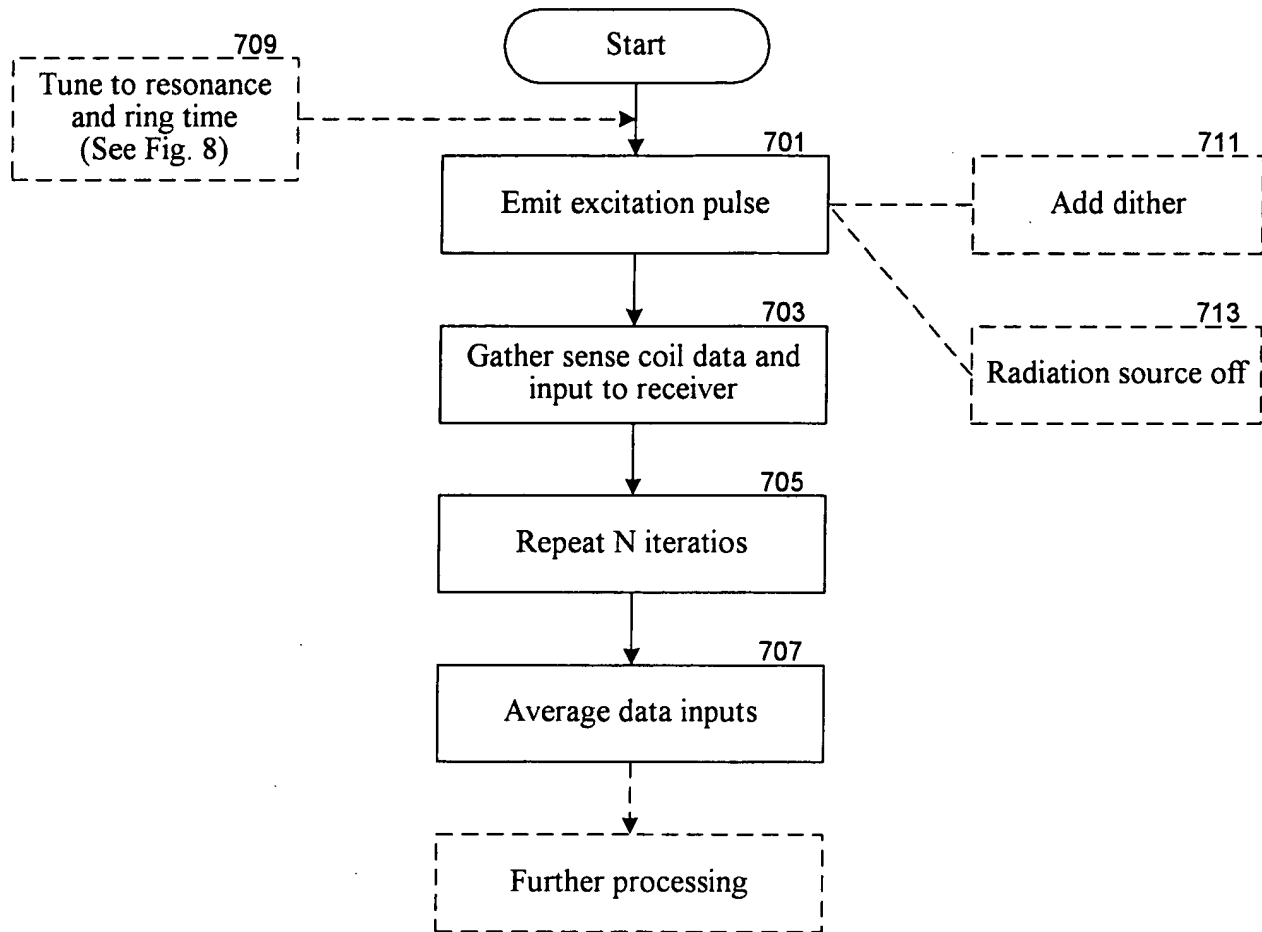 Start
709
Tune to resonance
and ring time
(See Fig. 8)
701
Emit excitation pulse
711
Add dither
703
Gather sense coil data and
input to receiver
713
Radiation source off
705
Repeat N iteratios
707
Average data inputs
Further processing